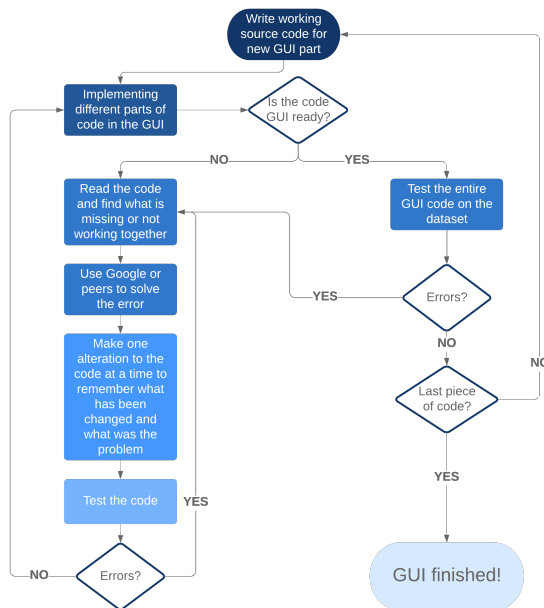 Write working
source code for
new GUI part
Implementing
different parts of
code in the GUI
Is the code
GUI ready?
NO
YES
Read the code
and find what is
missing or not
working together
Test the entire
GUI code on the
dataset
Use Google or
peers to solve
the error
YES
Errors?
NO
Make one
alteration to the
code at a time to
remember what
has been
changed and
what was the
problem
Last piece
of code?
NO
YES
Test the code
YES
NO
Errors?
GUI finished!